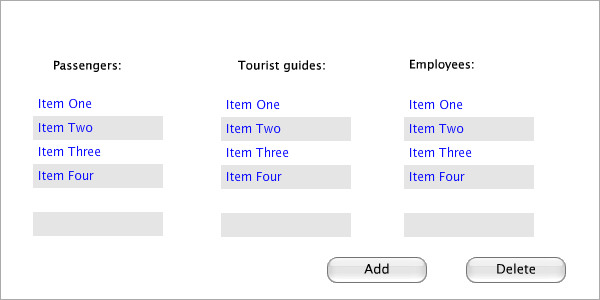 Passengers:
Tourist guides:
Employees:
Item One
Item Two
Item Three
Item Four
Item One
Item Two
Item Three
Item Four
Item One
Item Two
Item Three
Item Four
Add
Delete